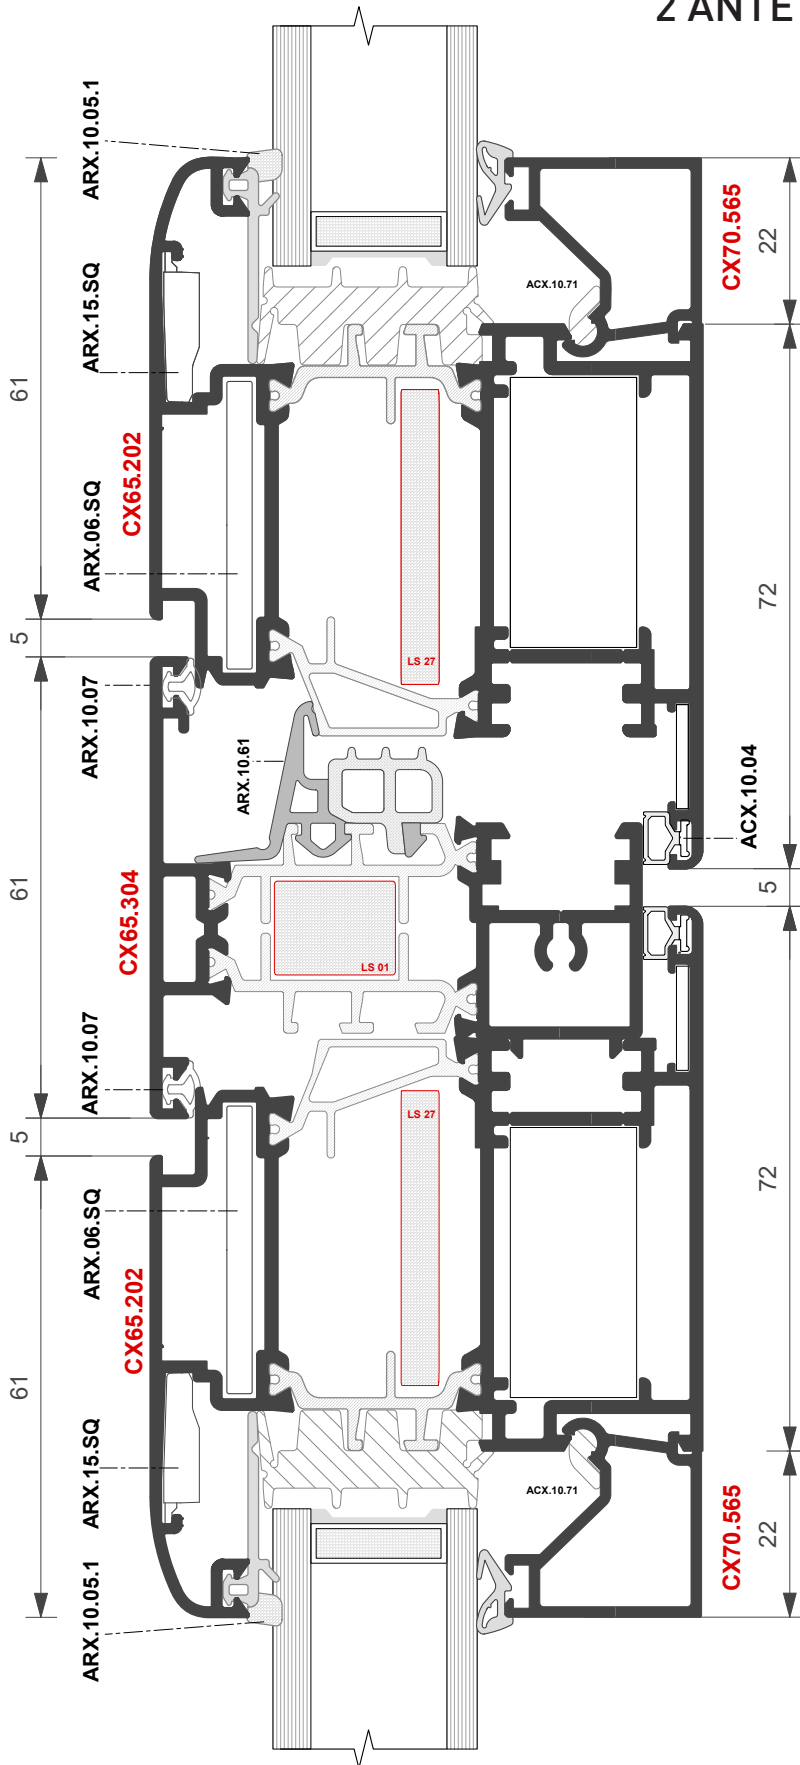 2 ANTE
ARX.10.05.1
22
CX70.565
ACX.10.71
ARX.15.SQ
61
CX65.202
ARX.06.SQ
72
5
LS 27
ARX.10.07
ARX.10.61
ACX.10.04
61
CX65.304
5
LS 01
ARX.10.07
5
LS 27
72
ARX.06.SQ
CX65.202
61
ARX.15.SQ
ACX.10.71
CX70.565
22
ARX.10.05.1